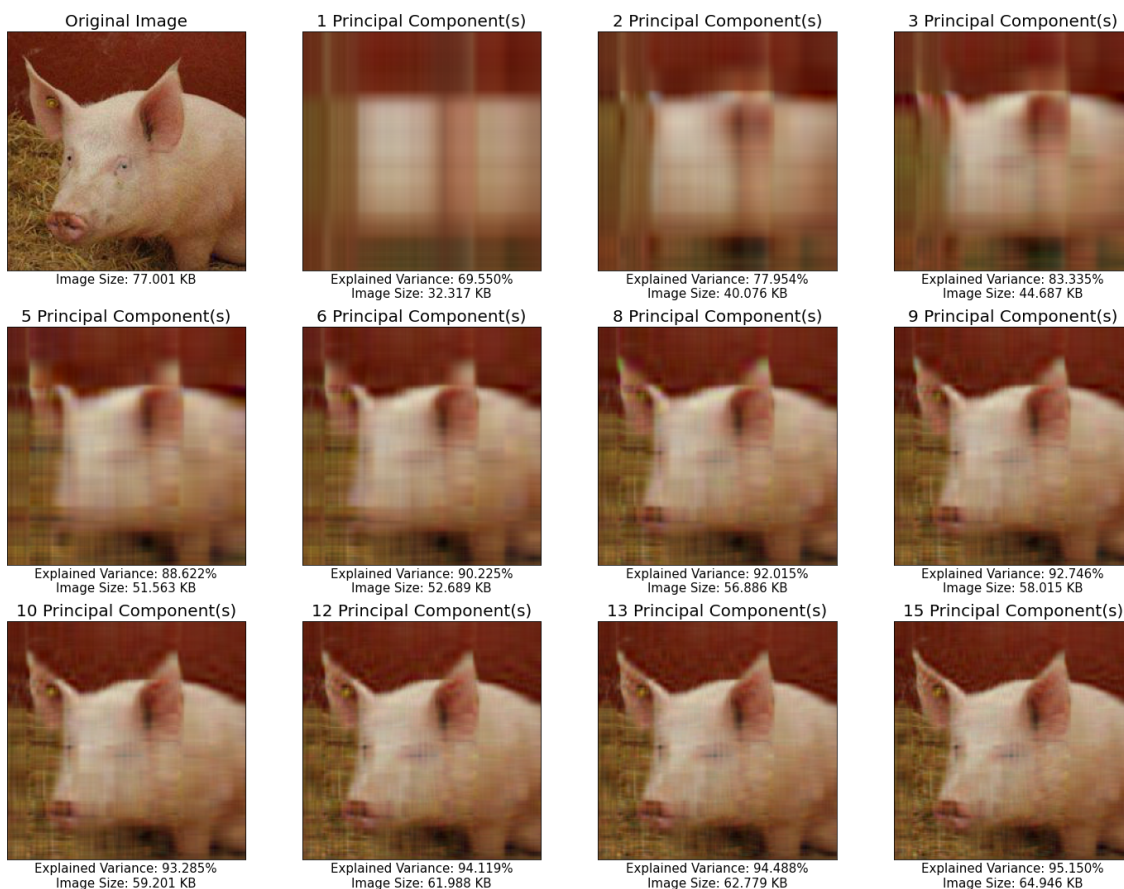 Original Image
1 Principal Component(s)
2 Principal Component(s)
3 Principal Component(s)
Image Size: 77.001 KB
Explained Variance: 69.550%
Image Size: 32.317 KB
Explained Variance: 77.954%
Image Size: 40.076 KB
Explained Variance: 83.335%
Image Size: 44.687 KB
5 Principal Component(s)
6 Principal Component(s)
8 Principal Component(s)
9 Principal Component(s)
Explained Variance: 88.622%
Image Size: 51.563 KB
Explained Variance: 90.225%
Image Size: 52.689 KB
Explained Variance: 92.015%
Image Size: 56.886 KB
Explained Variance: 92.746%
Image Size: 58.015 KB
10 Principal Component(s)
12 Principal Component(s)
13 Principal Component(s)
15 Principal Component(s)
Explained Variance: 93.285%
Image Size: 59.201 KB
Explained Variance: 94.119%
Image Size: 61.988 KB
Explained Variance: 94.488%
Image Size: 62.779 KB
Explained Variance: 95.150%
Image Size: 64.946 KB